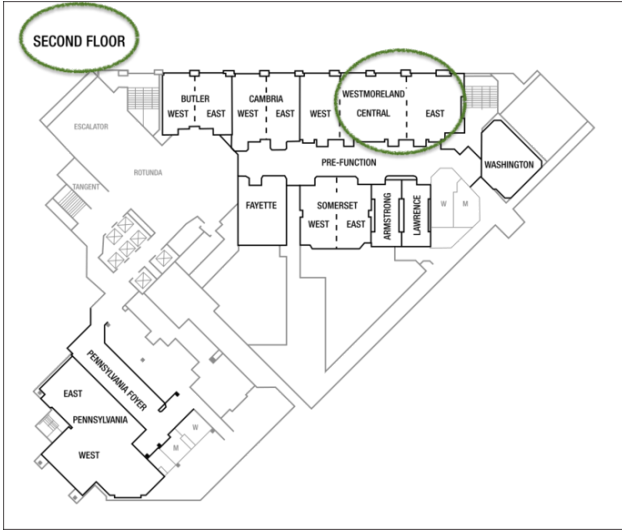 SECOND FLOOR
BUTLER
WEST EAST
CAMBRIA
WEST EAST
WESTMORELAND
WEST CENTRAL EAST
ESCALATOR
ROTUNDA
TANGENT
PRE-FUNCTION
WASHINGTON
FAYETTE
SOMERSET
WEST EAST
ARMSTRONG
LAWRENCE
W M
PENNSYLVANIA FOYER
EAST
PENNSYLVANIA
WEST
W
M